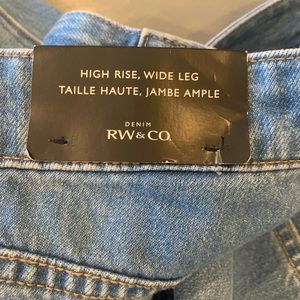 HIGH RISE, WIDE LEG
TAILLE HAUTE, JAMBE AMPLE
DENIM
RW&CO.